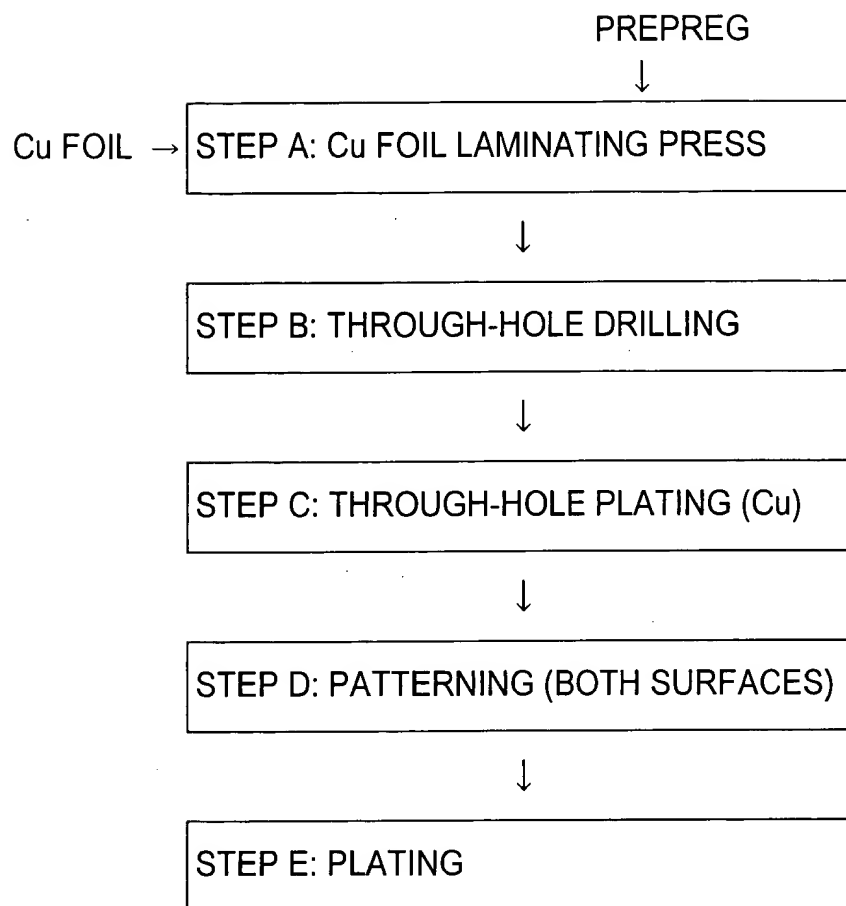 PREPREG
↓
Cu FOIL → STEP A: Cu FOIL LAMINATING PRESS
↓
STEP B: THROUGH-HOLE DRILLING
↓
STEP C: THROUGH-HOLE PLATING (Cu)
↓
STEP D: PATTERNING (BOTH SURFACES)
↓
STEP E: PLATING